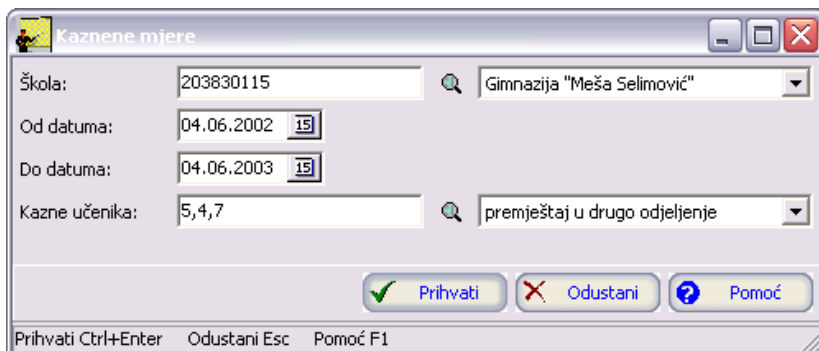 Kaznene mjere
Škola: 203830115 Gimnazija "Meša Selimović"
Od datuma: 04.06.2002 15
Do datuma: 04.06.2003 15
Kazne učenika: 5,4,7 premještaj u drugo odjeljenje
Prihvati Odustani ? Pomoć
Prihvati Ctrl+Enter Odustani Esc Pomoć F1